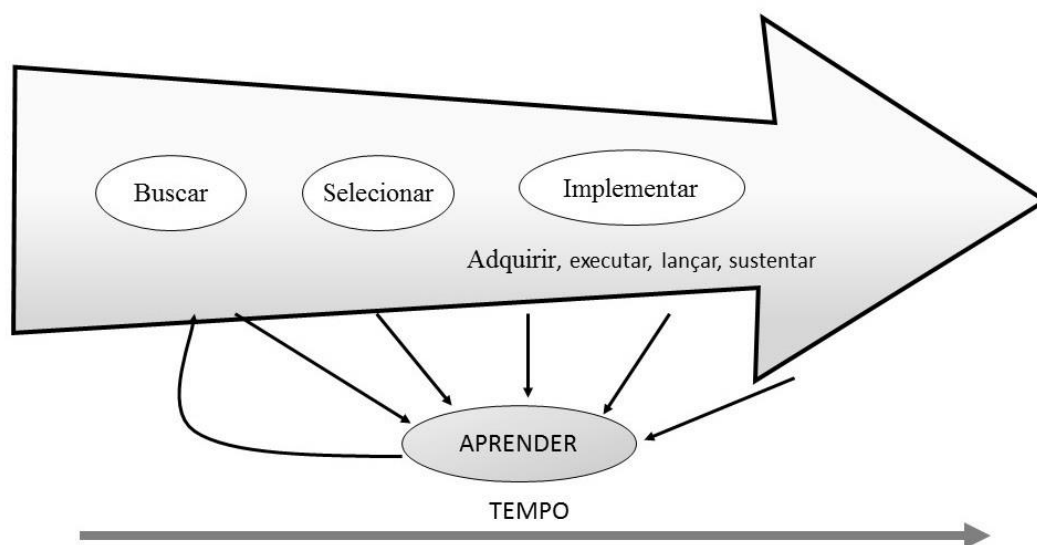 Buscar
Selecionar
Implementar
Adquirir, executar, lançar, sustentar
APRENDER
TEMPO